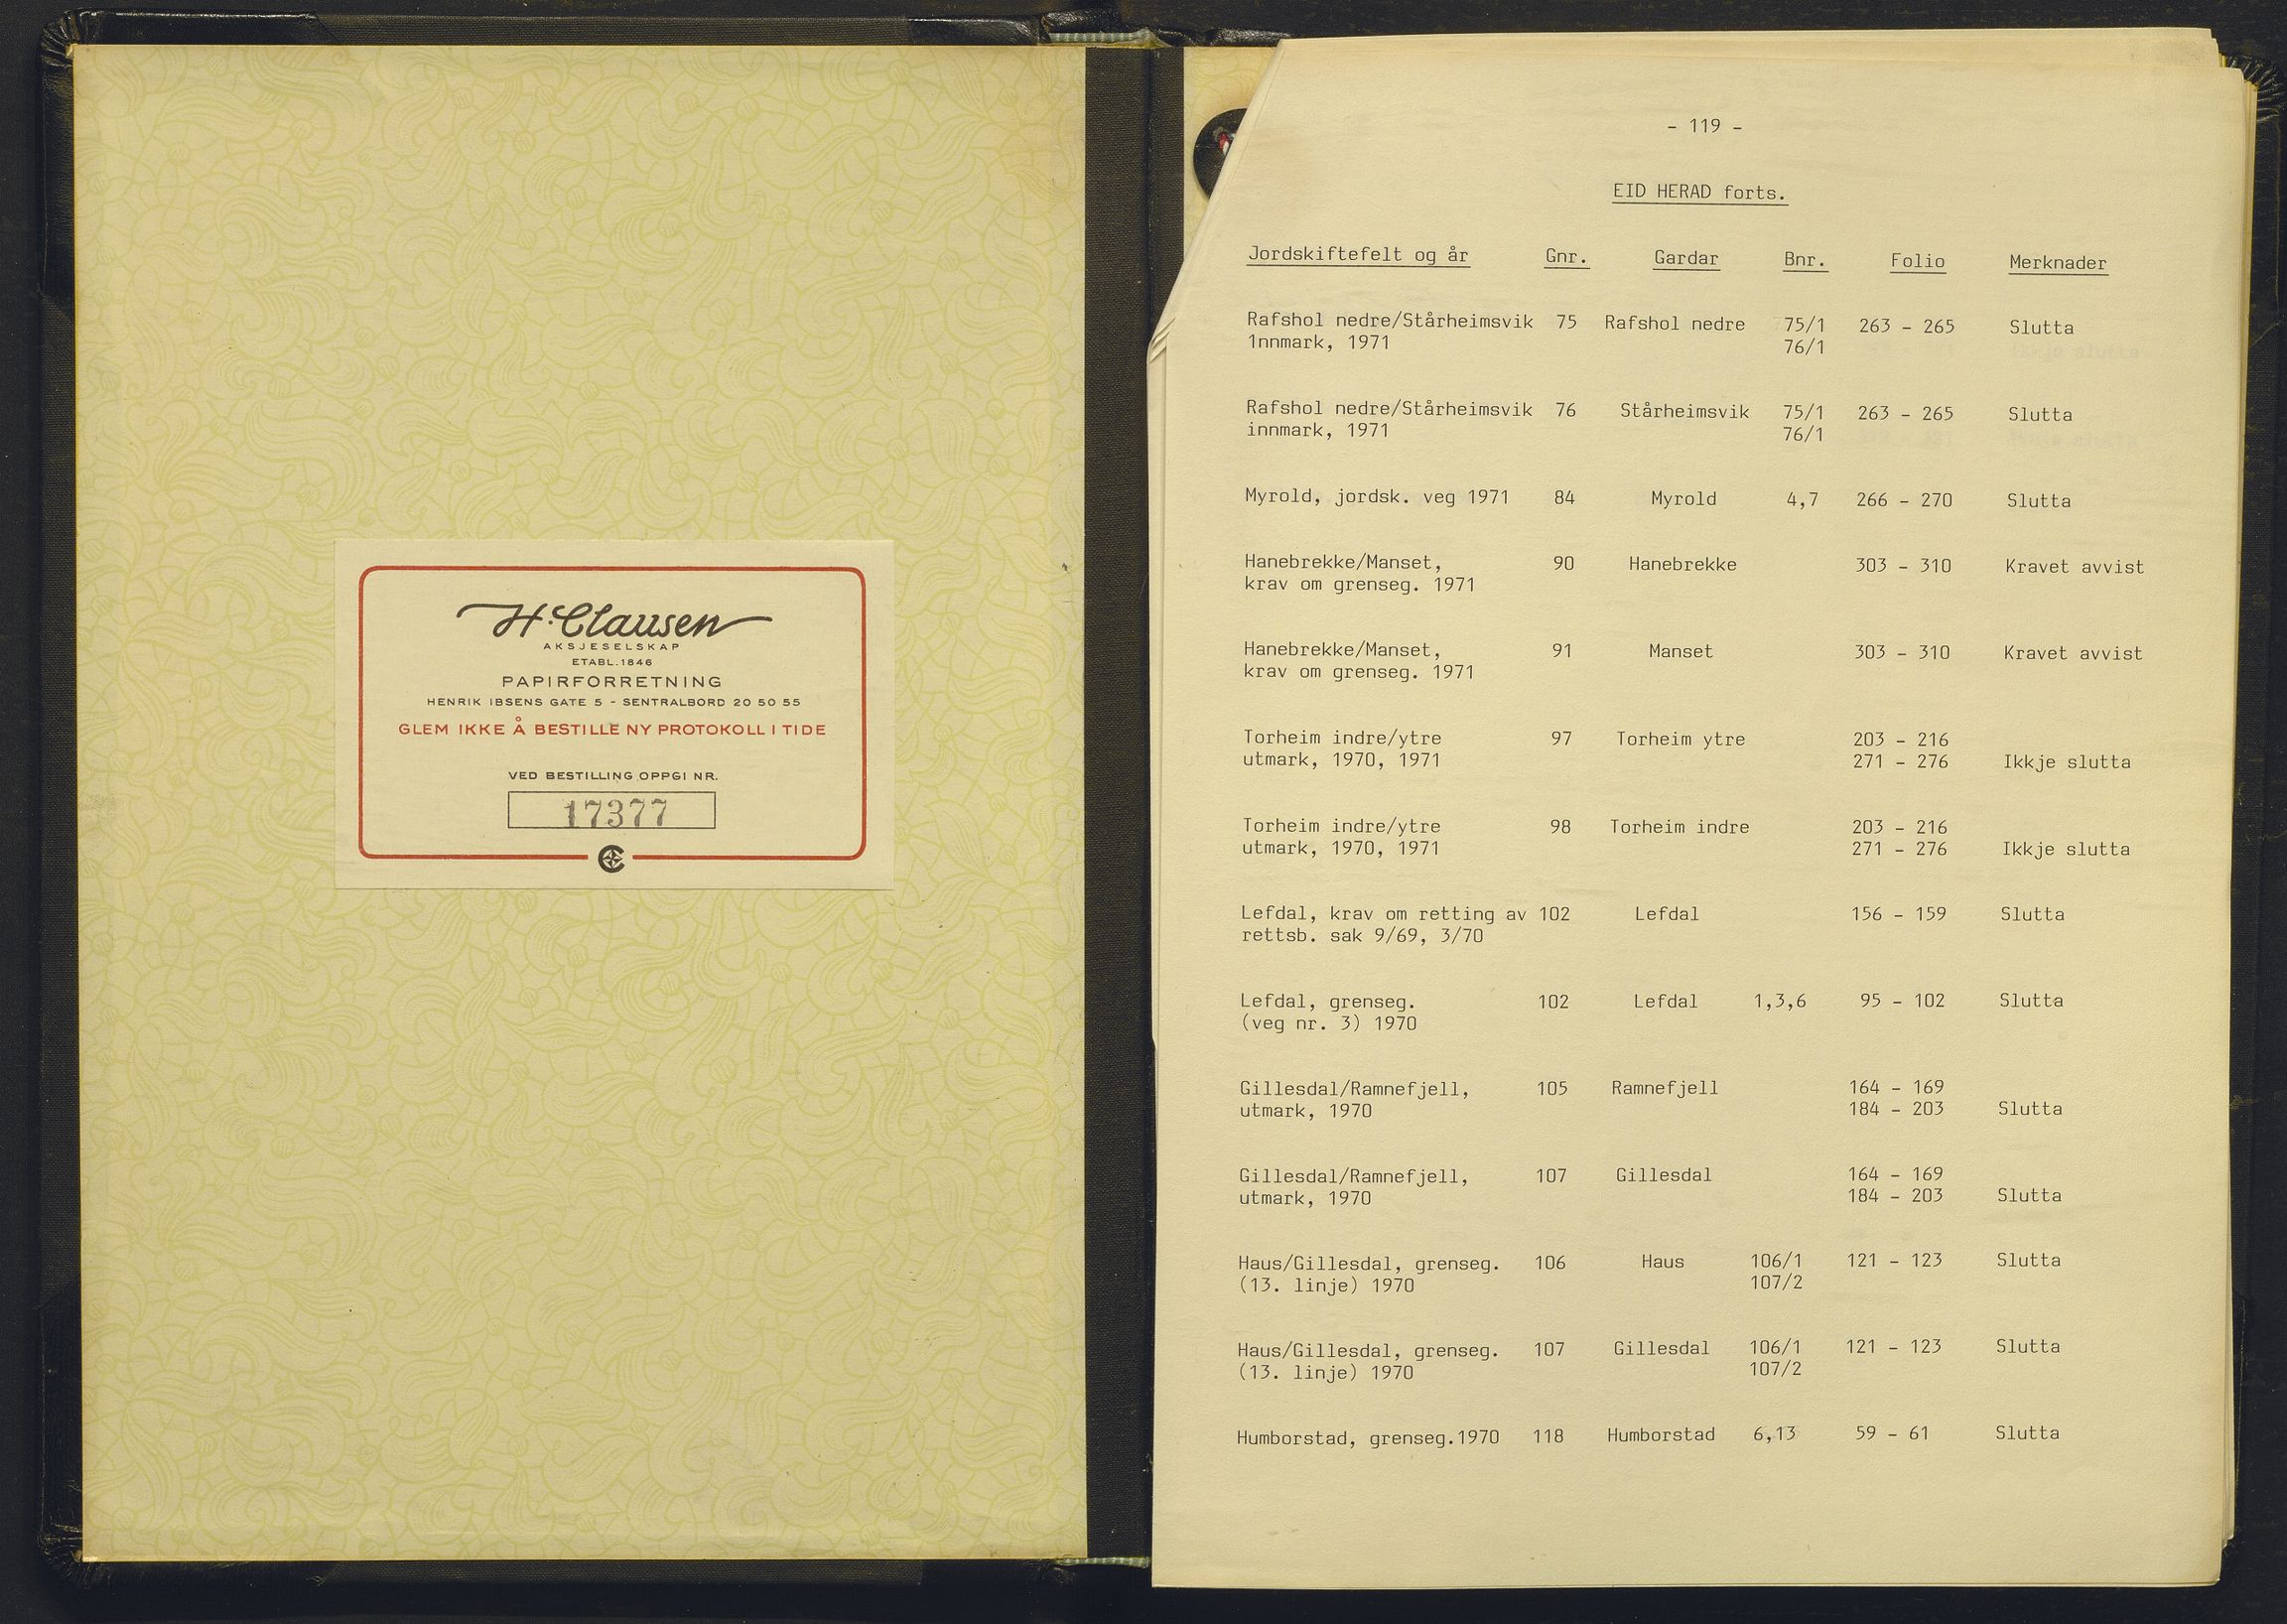 H. Clausen
AKSJESELSKAP
ETABL. 1846
PAPIRFORRETNING
HENRIK IBSENS GATE 5 - SENTRALBORD 20 50 55
GLEM IKKE Å BESTILLE NY PROTOKOLL I TIDE
VED BESTILLING OPPGI NR.
17377
- 119 -
EID HERAD forts.
Jordskiftefelt og år Gnr. Gardar Bnr. Folio Merknader
Rafshol nedre/Stårheimsvik 75 Rafshol nedre 75/1 263 - 265 Slutta
1nnmark, 1971 76/1
Rafshol nedre/Stårheimsvik 76 Stårheimsvik 75/1 263 - 265 Slutta
innmark, 1971 76/1
Myrold, jordsk. veg 1971 84 Myrold 4,7 266 - 270 Slutta
Hanebrekke/Manset, 90 Hanebrekke 303 - 310 Kravet avvist
krav om grenseg. 1971
Hanebrekke/Manset, 91 Manset 303 - 310 Kravet avvist
krav om grenseg. 1971
Torheim indre/ytre 97 Torheim ytre 203 - 216
utmark, 1970, 1971 271 - 276 Ikkje slutta
Torheim indre/ytre 98 Torheim indre 203 - 216
utmark, 1970, 1971 271 - 276 Ikkje slutta
Lefdal, krav om retting av 102 Lefdal 156 - 159 Slutta
rettsb. sak 9/69, 3/70
Lefdal, grenseg. 102 Lefdal 1,3,6 95 - 102 Slutta
(veg nr. 3) 1970
Gillesdal/Ramnefjell, 105 Ramnefjell 164 - 169
utmark, 1970 184 - 203 Slutta
Gillesdal/Ramnefjell, 107 Gillesdal 164 - 169
utmark, 1970 184 - 203 Slutta
Haus/Gillesdal, grenseg. 106 Haus 106/1 121 - 123 Slutta
(13. linje) 1970 107/2
Haus/Gillesdal, grenseg. 107 Gillesdal 106/1 121 - 123 Slutta
(13. linje) 1970 107/2
Humborstad, grenseg.1970 118 Humborstad 6,13 59 - 61 Slutta